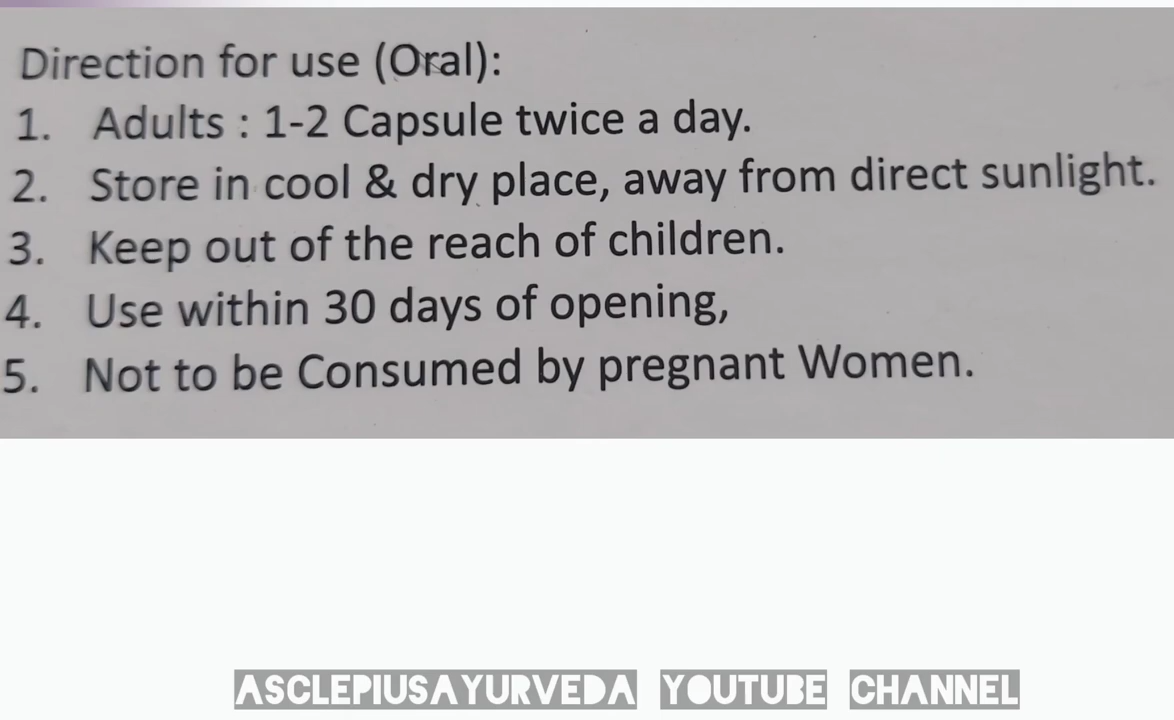 Direction for use (Oral):
1. Adults : 1-2 Capsule twice a day.
2. Store in cool & dry place, away from direct sunlight.
3. Keep out of the reach of children.
4. Use within 30 days of opening,
5. Not to be Consumed by pregnant Women.
ASCLEPIUSAYURVEDA YOUTUBE CHANNEL